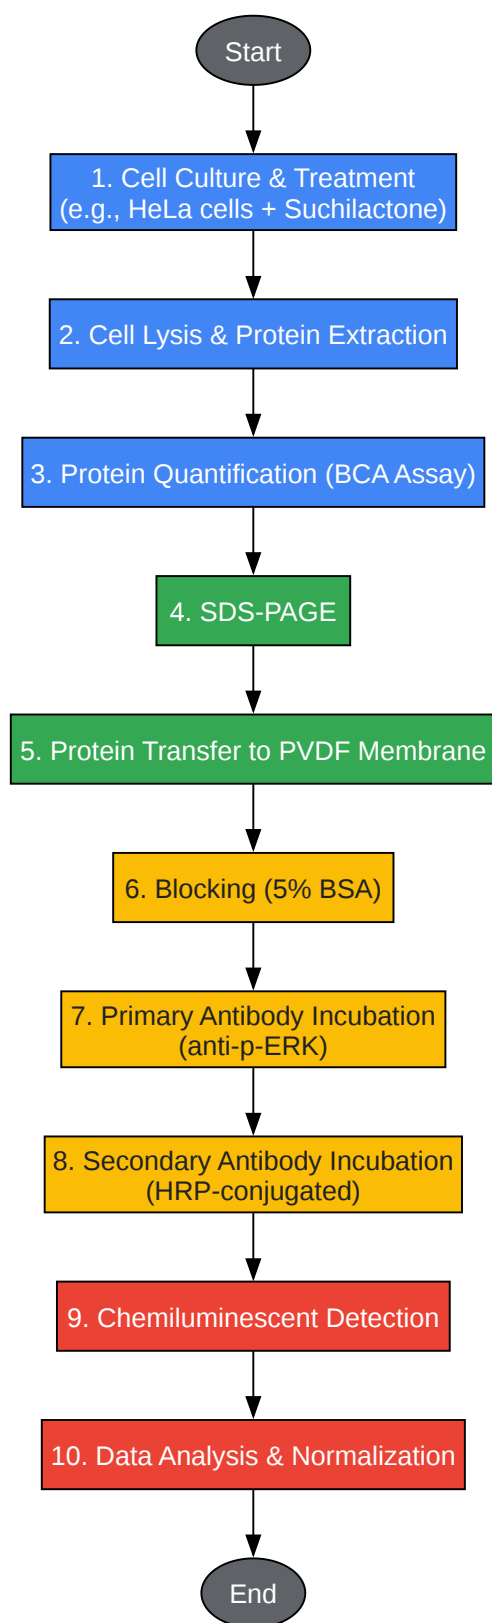 Start
1. Cell Culture & Treatment
(e.g., HeLa cells + Suchilactone)
2. Cell Lysis & Protein Extraction
3. Protein Quantification (BCA Assay)
4. SDS-PAGE
5. Protein Transfer to PVDF Membrane
6. Blocking (5% BSA)
7. Primary Antibody Incubation
(anti-p-ERK)
8. Secondary Antibody Incubation
(HRP-conjugated)
9. Chemiluminescent Detection
10. Data Analysis & Normalization
End